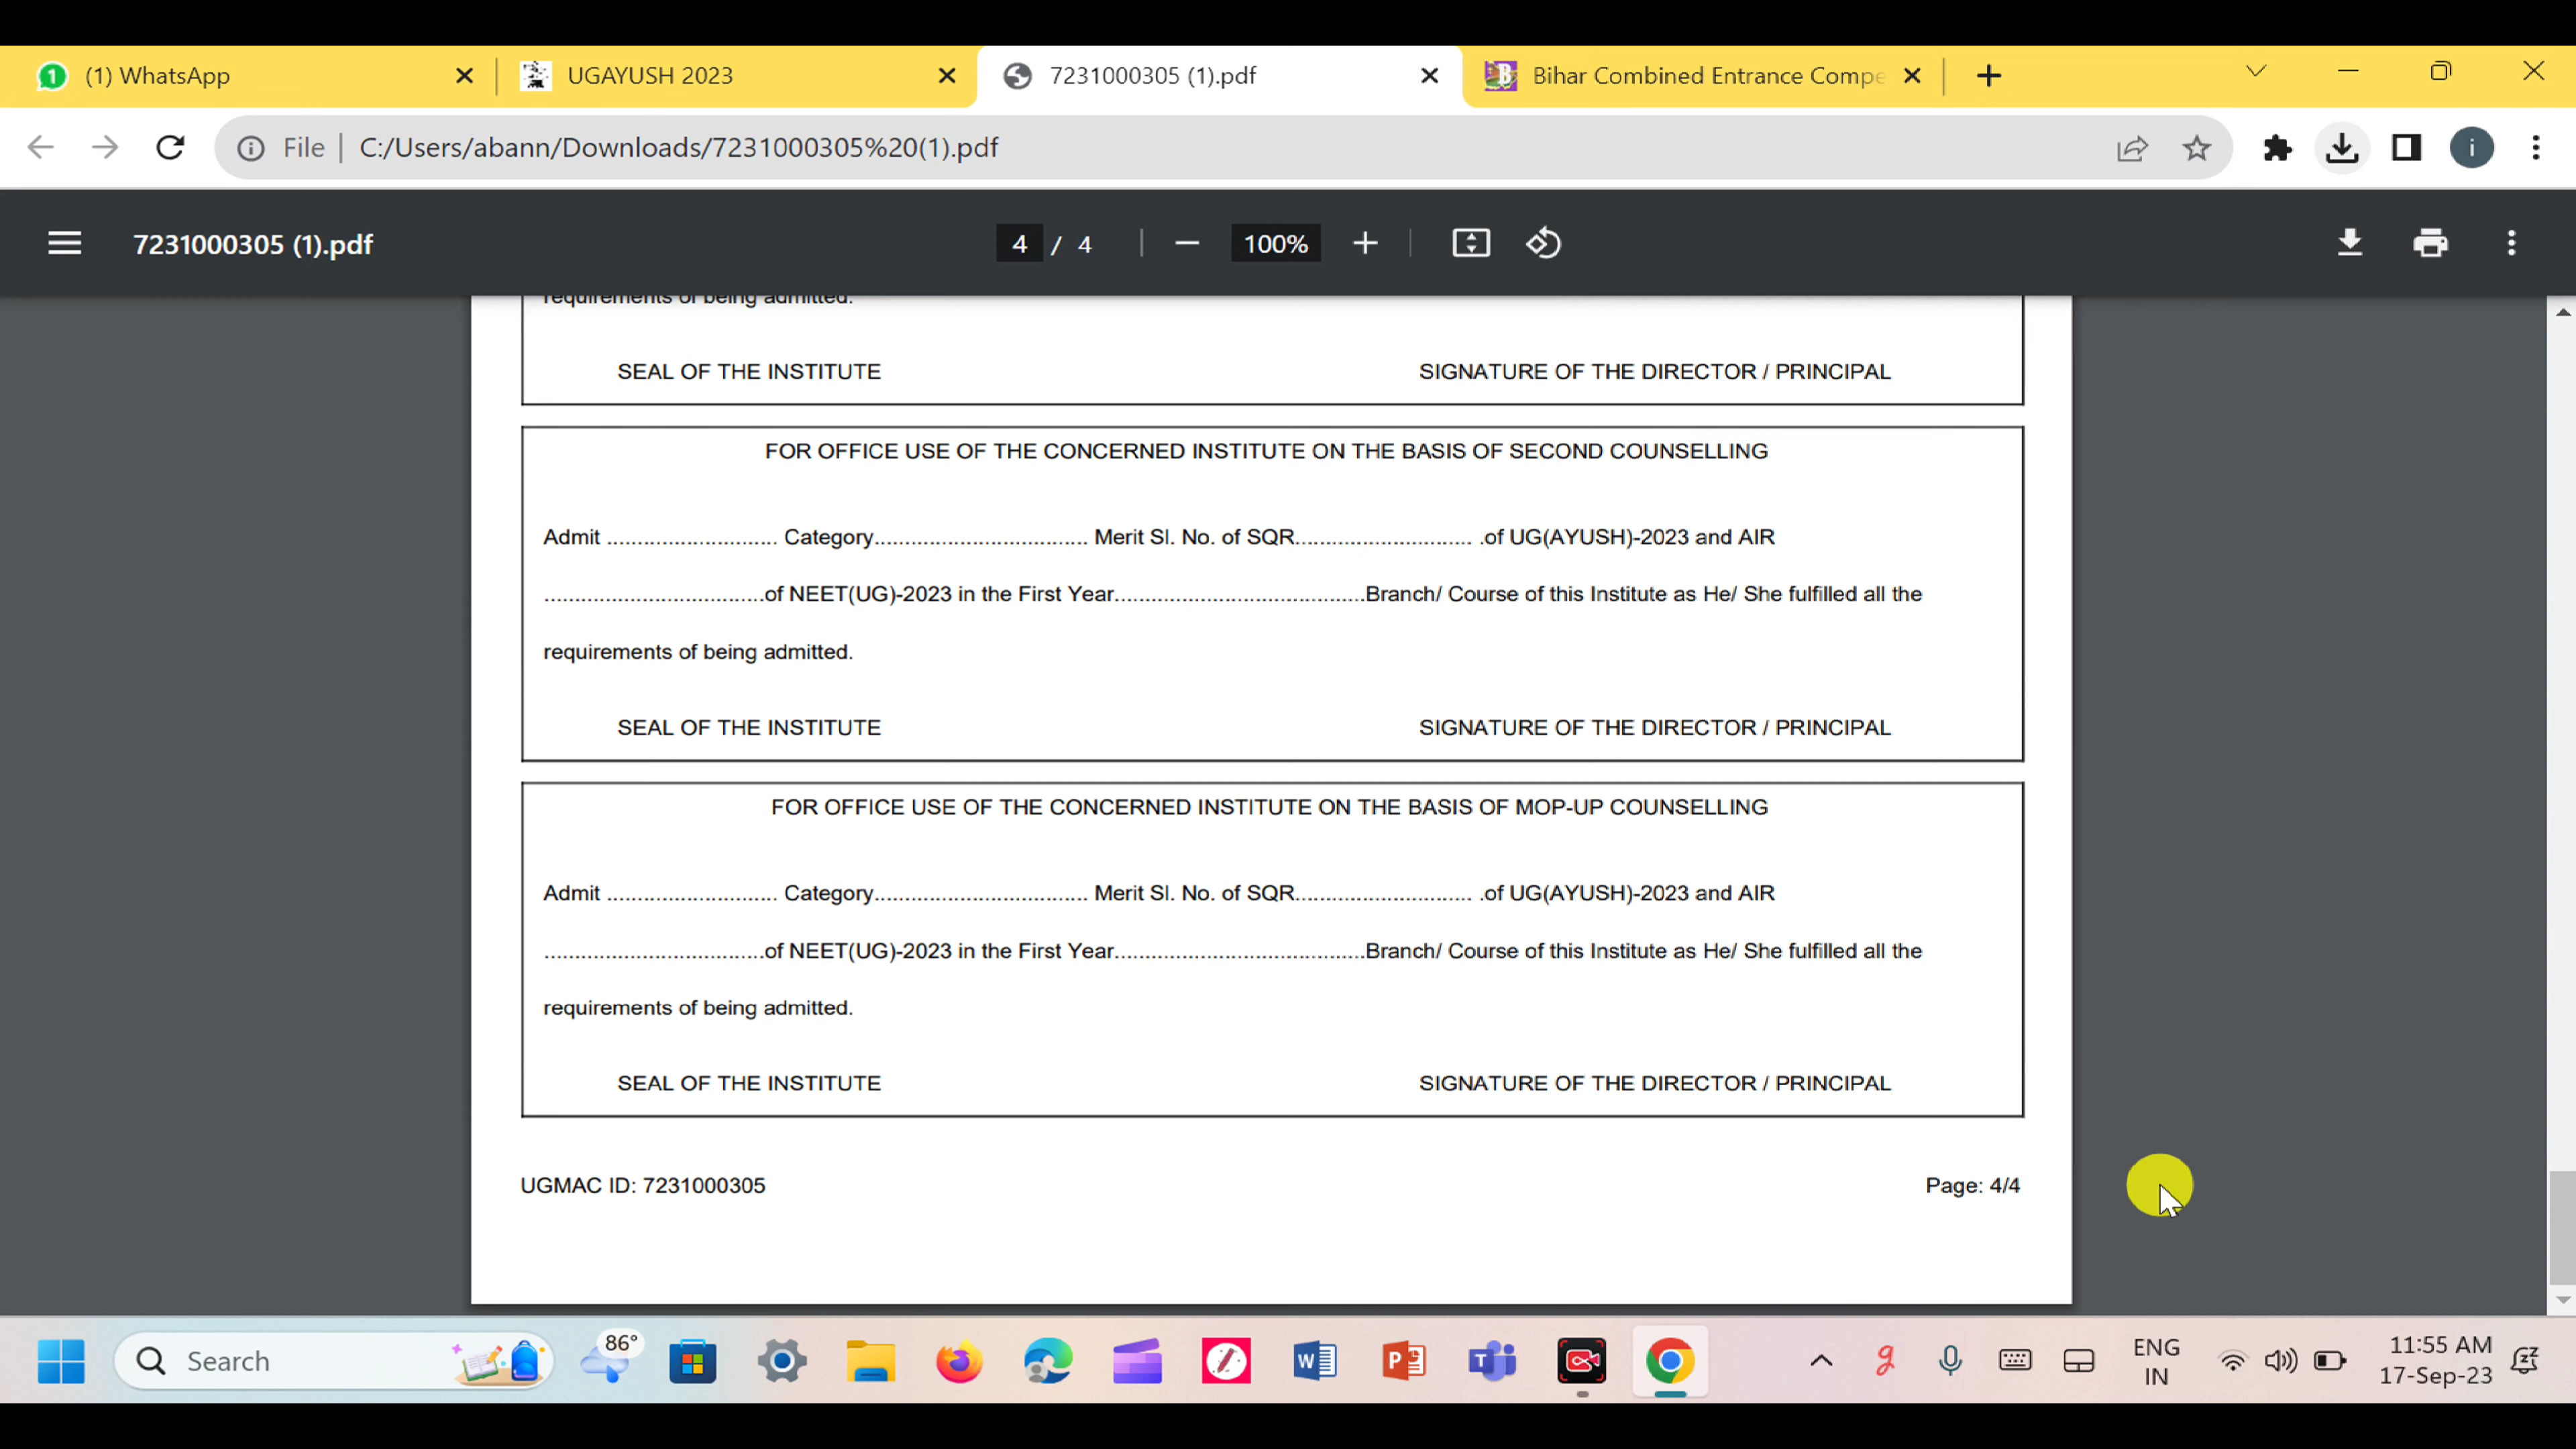 1 (1) WhatsApp
UGAYUSH 2023
7231000305 (1).pdf
Bihar Combined Entrance Compe
File | C:/Users/abann/Downloads/7231000305%20(1).pdf
i
7231000305 (1).pdf
4 / 4
100%
requirements of being admitted.
SEAL OF THE INSTITUTE SIGNATURE OF THE DIRECTOR / PRINCIPAL
FOR OFFICE USE OF THE CONCERNED INSTITUTE ON THE BASIS OF SECOND COUNSELLING
Admit ............................ Category................................... Merit Sl. No. of SQR............................. .of UG(AYUSH)-2023 and AIR
....................................of NEET(UG)-2023 in the First Year.........................................Branch/ Course of this Institute as He/ She fulfilled all the
requirements of being admitted.
SEAL OF THE INSTITUTE SIGNATURE OF THE DIRECTOR / PRINCIPAL
FOR OFFICE USE OF THE CONCERNED INSTITUTE ON THE BASIS OF MOP-UP COUNSELLING
Admit ............................ Category................................... Merit Sl. No. of SQR............................. .of UG(AYUSH)-2023 and AIR
....................................of NEET(UG)-2023 in the First Year.........................................Branch/ Course of this Institute as He/ She fulfilled all the
requirements of being admitted.
SEAL OF THE INSTITUTE SIGNATURE OF THE DIRECTOR / PRINCIPAL
UGMAC ID: 7231000305 Page: 4/4
Search
86°
ENG
IN
11:55 AM
17-Sep-23